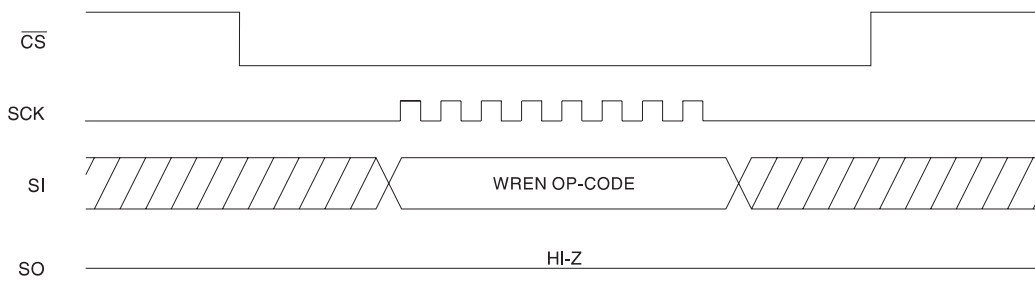 CS
SCK
SI
WREN OP-CODE
SO
HI-Z